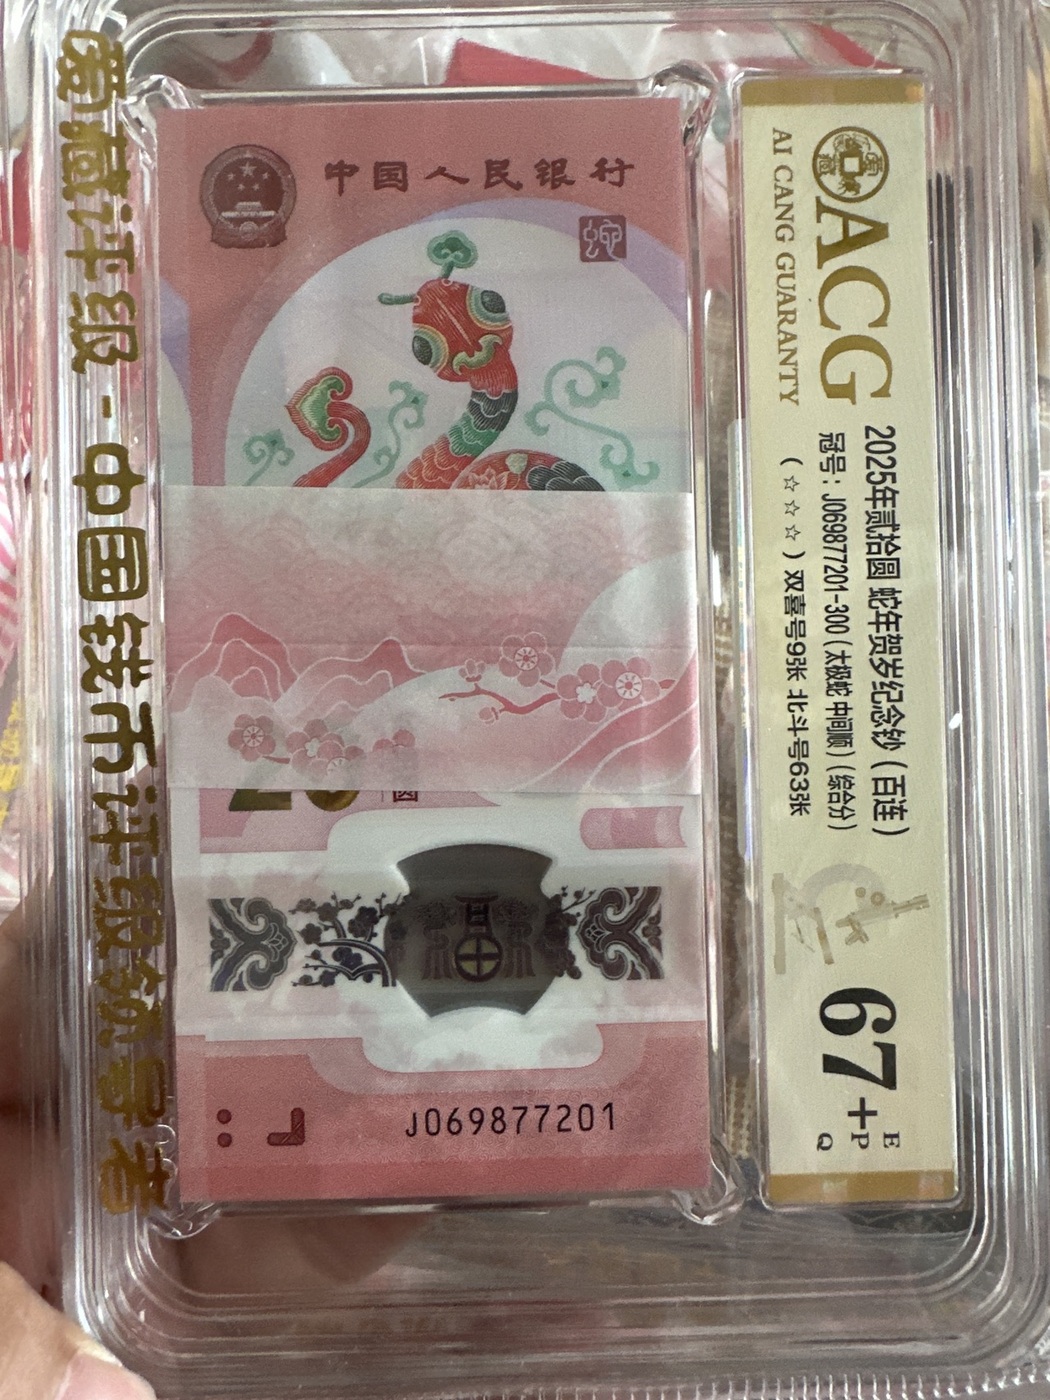 爱藏评级-中国钱币评级领导者
中国人民银行
蛇
20
圆
J069877201
ACG
AI CANG GUARANTY
2025年贰拾圆 蛇年贺岁纪念钞(百连)
冠号:J069877201-300(太极蛇 中间顺)(综合分)
(☆☆☆)双喜号9张 北斗号63张
67+
E
P
Q